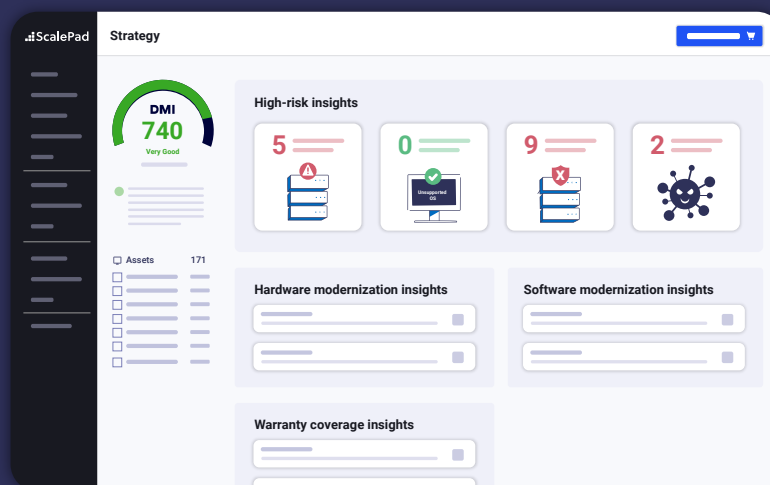 ScalePad
Strategy
DMI
740
Very Good
Assets 171
High-risk insights
5
0
Unsupported
OS
9
X
2
Hardware modernization insights
Software modernization insights
Warranty coverage insights